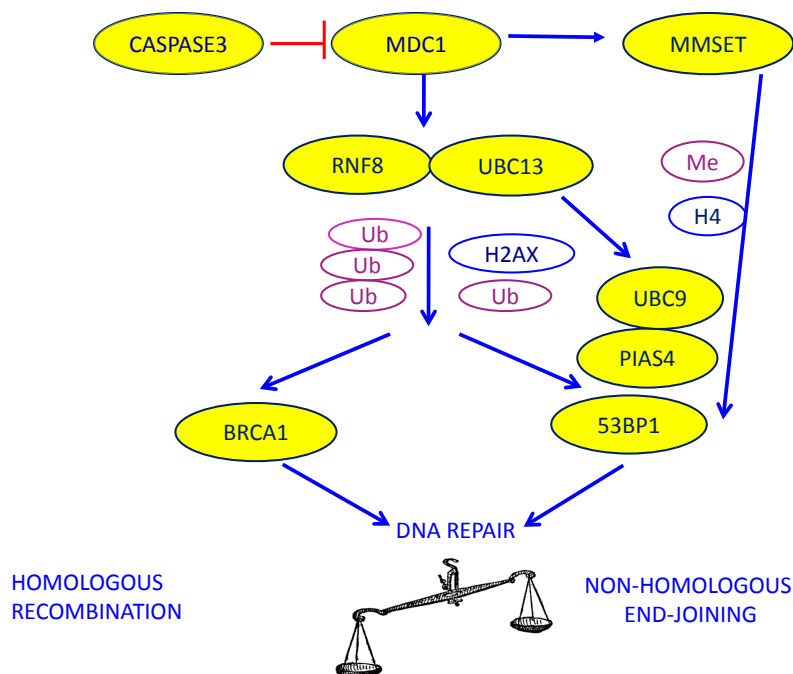 CASPASE3
MDC1
MMSET
RNF8
UBC13
Me
H4
Ub
Ub
Ub
H2AX
Ub
UBC9
PIAS4
BRCA1
53BP1
DNA REPAIR
HOMOLOGOUS
RECOMBINATION
NON-HOMOLOGOUS
END-JOINING